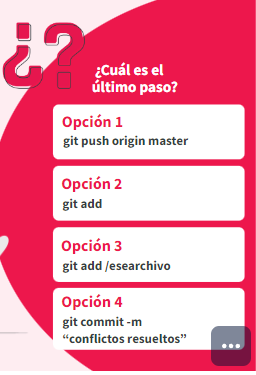 ¿?
¿Cuál es el
último paso?
Opción 1
git push origin master
Opción 2
git add
Opción 3
git add /esearchivo
Opción 4
git commit -m
“conflictos resueltos”